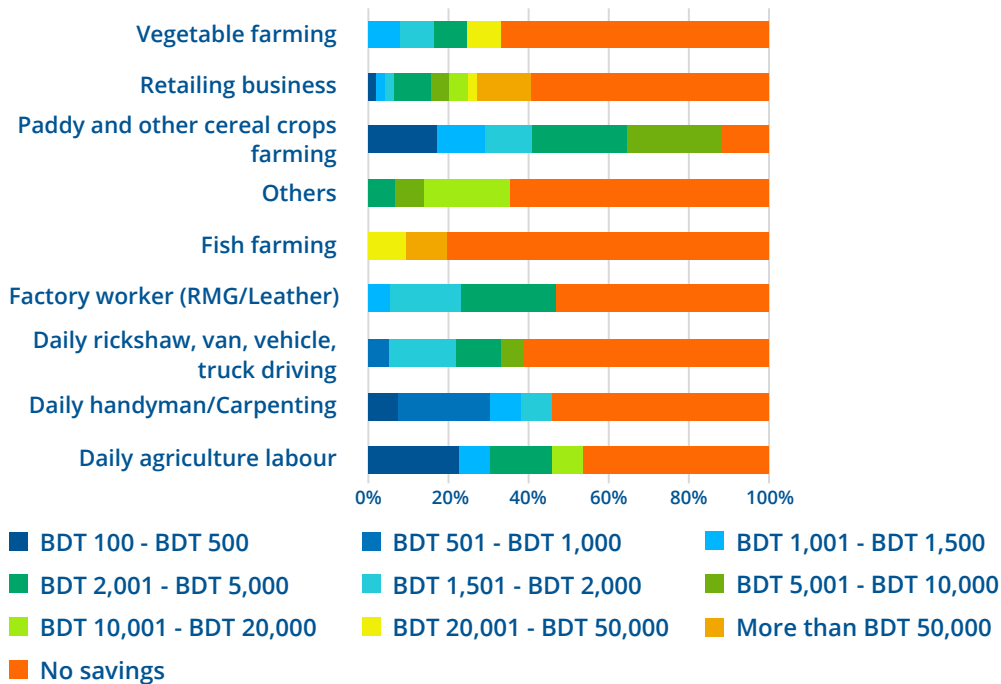 Vegetable farming
Retailing business
Paddy and other cereal crops
farming
Others
Fish farming
Factory worker (RMG/Leather)
Daily rickshaw, van, vehicle,
truck driving
Daily handyman/Carpenting
Daily agriculture labour
0% 20% 40% 60% 80% 100%
BDT 100 - BDT 500 BDT 501 - BDT 1,000 BDT 1,001 - BDT 1,500
BDT 2,001 - BDT 5,000 BDT 1,501 - BDT 2,000 BDT 5,001 - BDT 10,000
BDT 10,001 - BDT 20,000 BDT 20,001 - BDT 50,000 More than BDT 50,000
No savings